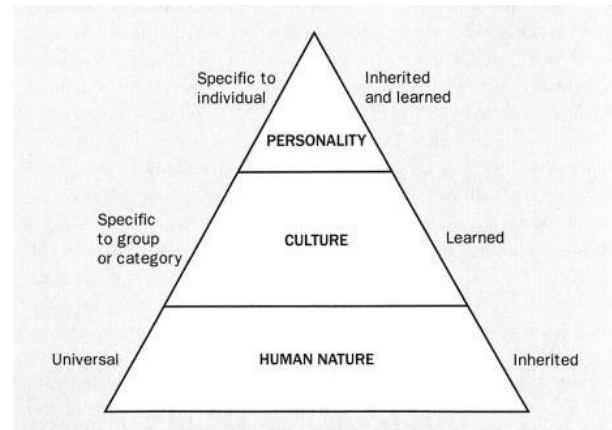 Specific to
individual
Inherited
and learned
PERSONALITY
Specific
to group
or category
CULTURE
Learned
Universal
HUMAN NATURE
Inherited